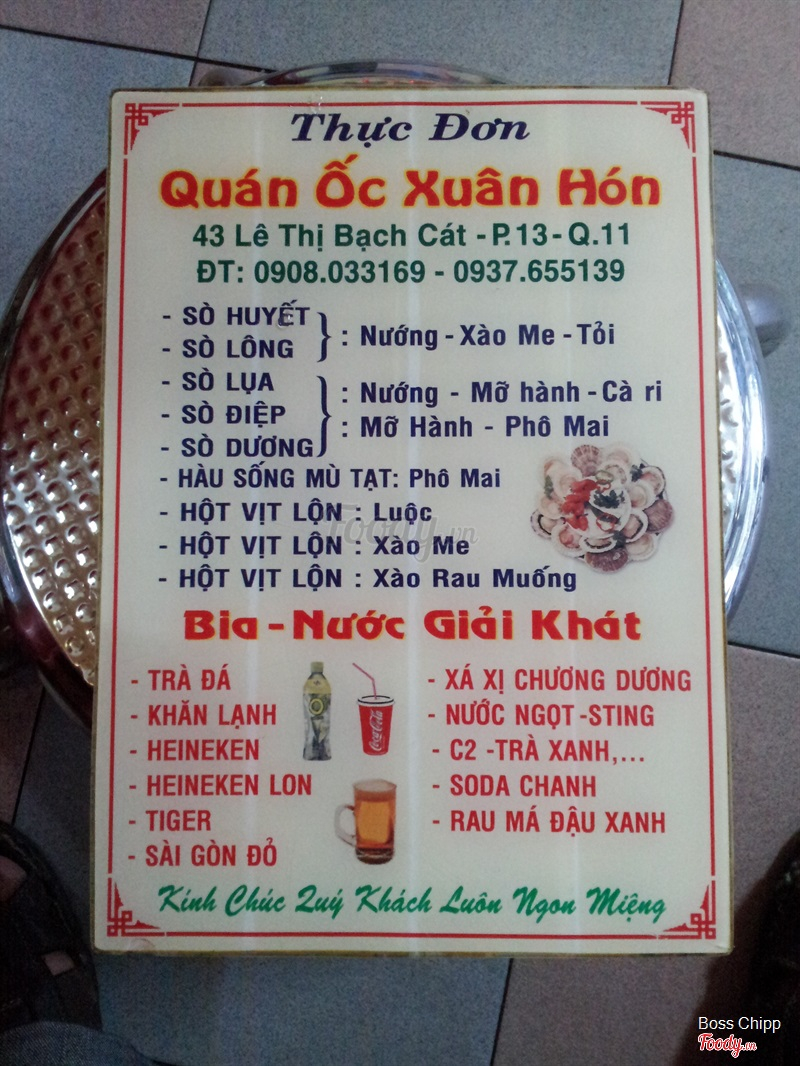 Thực Đơn
Quán Ốc Xuân Hón
43 Lê Thị Bạch Cát - P.13 - Q.11
ĐT: 0908.033169 - 0937.655139
- SÒ HUYẾT
- SÒ LÔNG
: Nướng - Xào Me - Tỏi
- SÒ LỤA
- SÒ ĐIỆP
- SÒ DƯƠNG
: Nướng - Mỡ hành - Cà ri
: Mỡ Hành - Phô Mai
- HÀU SỐNG MÙ TẠT: Phô Mai
- HỘT VỊT LỘN : Luộc
- HỘT VỊT LỘN : Xào Me
- HỘT VỊT LỘN : Xào Rau Muống
Foody.vn
Bia - Nước Giải Khát
- TRÀ ĐÁ
- KHĂN LẠNH
- HEINEKEN
- HEINEKEN LON
- TIGER
- SÀI GÒN ĐỎ
Coca-Cola
- XÁ XỊ CHƯƠNG DƯƠNG
- NƯỚC NGỌT - STING
- C2 - TRÀ XANH,...
- SODA CHANH
- RAU MÁ ĐẬU XANH
Kính Chúc Quý Khách Luôn Ngon Miệng
Boss Chipp
Foody.vn